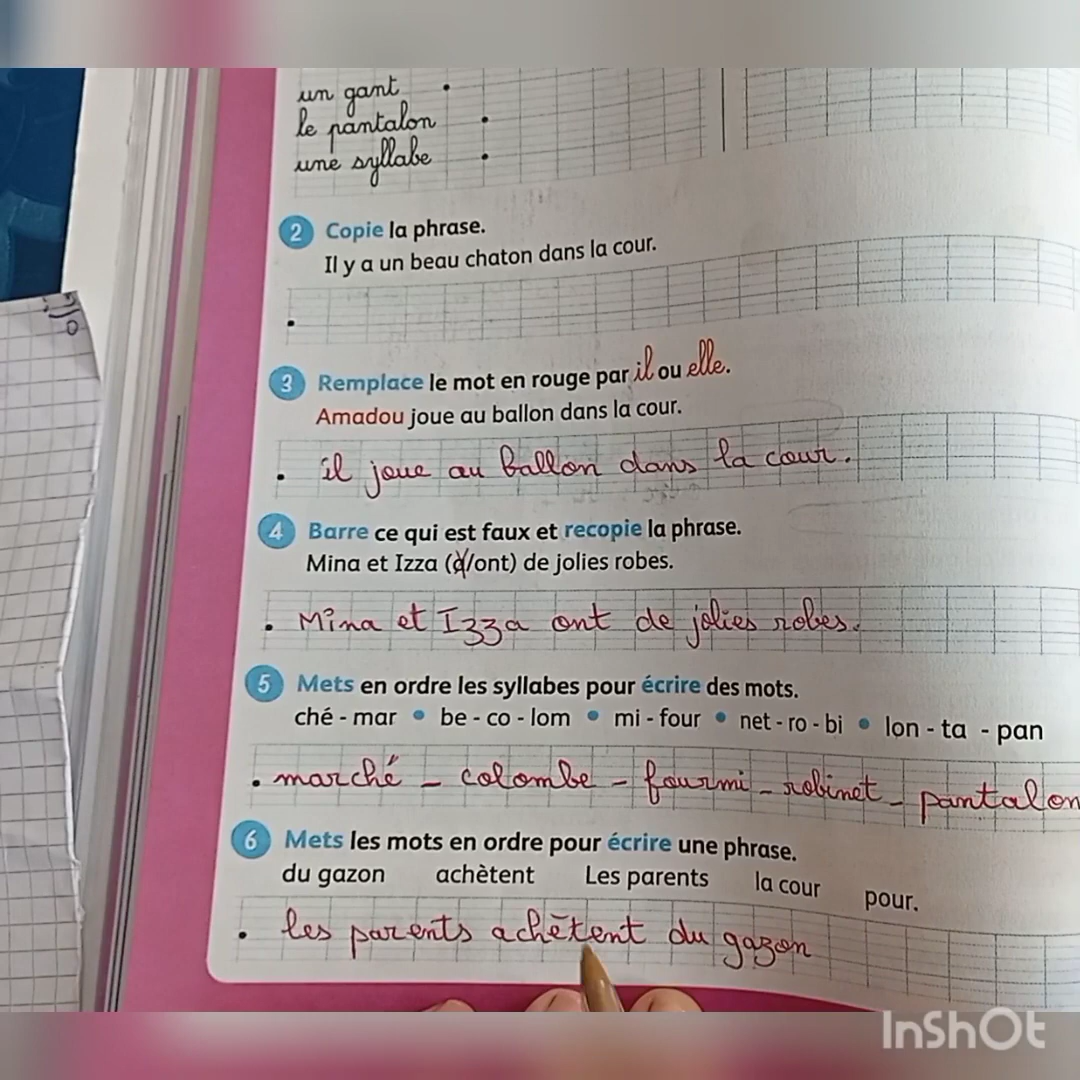 un gant
le pantalon
une syllabe
2 Copie la phrase.
Il y a un beau chaton dans la cour.
3 Remplace le mot en rouge par il ou elle.
Amadou joue au ballon dans la cour.
il joue au ballon dans la cour.
4 Barre ce qui est faux et recopie la phrase.
Mina et Izza (a/ont) de jolies robes.
Mina et Izza ont de jolies robes.
5 Mets en ordre les syllabes pour écrire des mots.
ché - mar • be - co - lom • mi - four • net - ro - bi • lon - ta - pan
marché - colombe - fourmi - robinet - pantalon
6 Mets les mots en ordre pour écrire une phrase.
du gazon achètent Les parents la cour pour.
les parents achètent du gazon
InShOt